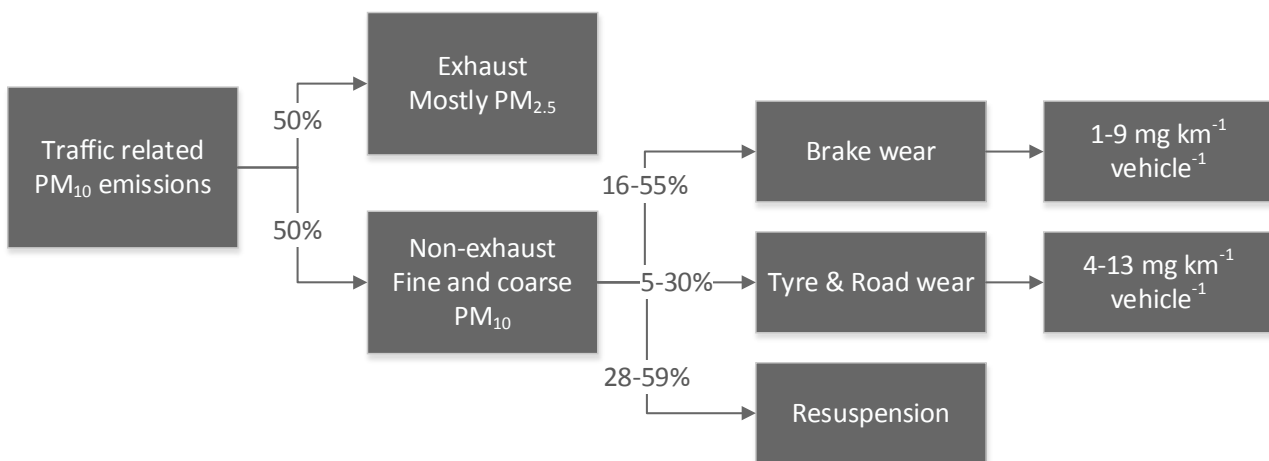 Traffic related
PM₁₀ emissions
50%
50%
Exhaust
Mostly PM₂.₅
Non-exhaust
Fine and coarse
PM₁₀
16-55%
5-30%
28-59%
Brake wear
1-9 mg km⁻¹
vehicle⁻¹
Tyre & Road wear
4-13 mg km⁻¹
vehicle⁻¹
Resuspension